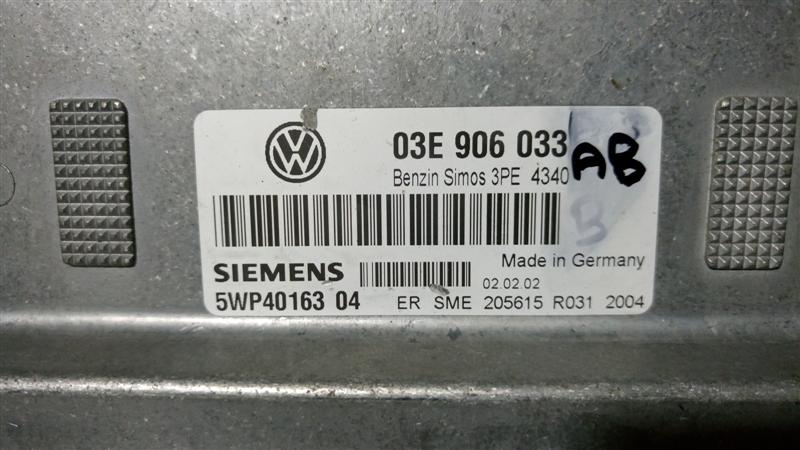 VW
03E 906 033 AB
Benzin Simos 3PE 4340
B
Made in Germany
SIEMENS
02.02.02
5WP40163 04
ER SME 205615 R031 2004